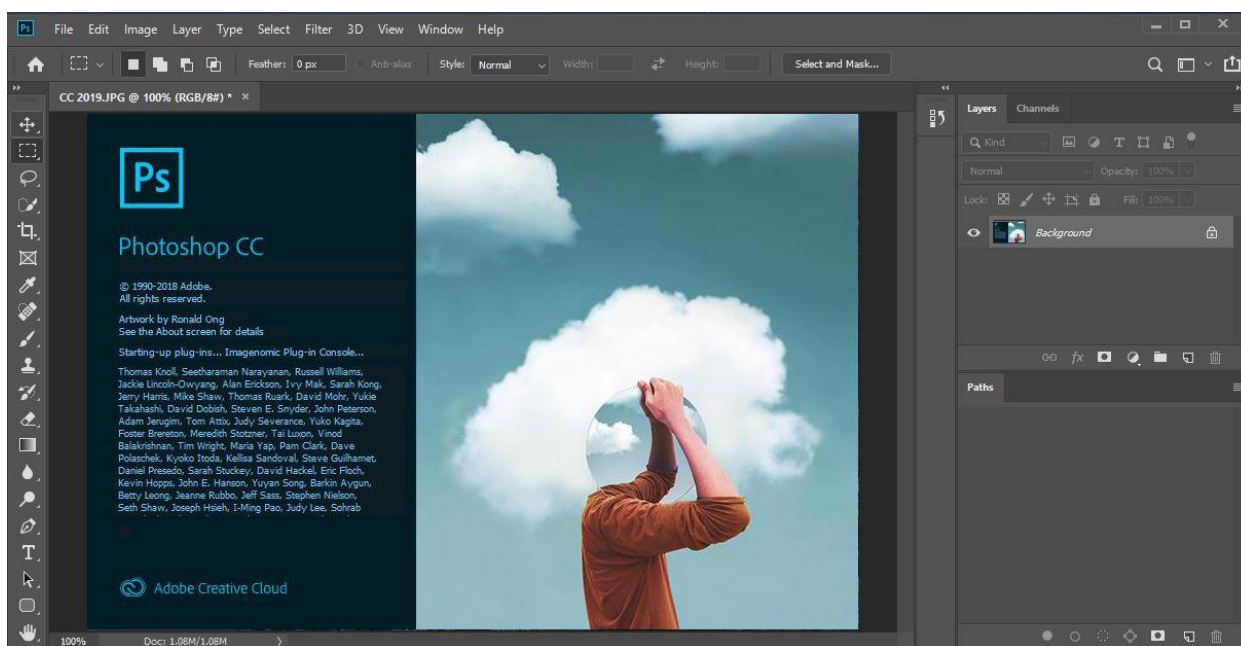 Ps File Edit Image Layer Type Select Filter 3D View Window Help
Feather: 0 px Anti-alias Style: Normal Width: Height: Select and Mask...
CC 2019.JPG @ 100% (RGB/8#) * ×
Layers Channels
Kind
Normal Opacity: 100%
Lock: Fill: 100%
Background
fx
Paths
Ps
Photoshop CC
© 1990-2018 Adobe.
All rights reserved.
Artwork by Ronald Ong
See the About screen for details
Starting-up plug-ins... Imagenomic Plug-in Console...
Thomas Knoll, Seetharaman Narayanan, Russell Williams,
Jackie Lincoln-Owyang, Alan Erickson, Ivy Mak, Sarah Kong,
Jerry Harris, Mike Shaw, Thomas Ruark, David Mohr, Yukie
Takahashi, David Dobish, Steven E. Snyder, John Peterson,
Adam Jerugim, Tom Attix, Judy Severance, Yuko Kagita,
Foster Brereton, Meredith Stotzner, Tai Luxon, Vinod
Balakrishnan, Tim Wright, Maria Yap, Pam Clark, Dave
Polaschek, Kyoko Itoda, Kellisa Sandoval, Steve Guilhamet,
Daniel Presedo, Sarah Stuckey, David Hackel, Eric Floch,
Kevin Hopps, John E. Hanson, Yuyan Song, Barkin Aygun,
Betty Leong, Jeanne Rubbo, Jeff Sass, Stephen Nielson,
Seth Shaw, Joseph Hsieh, I-Ming Pao, Judy Lee, Sohrab
Adobe Creative Cloud
100% Doc: 1.08M/1.08M